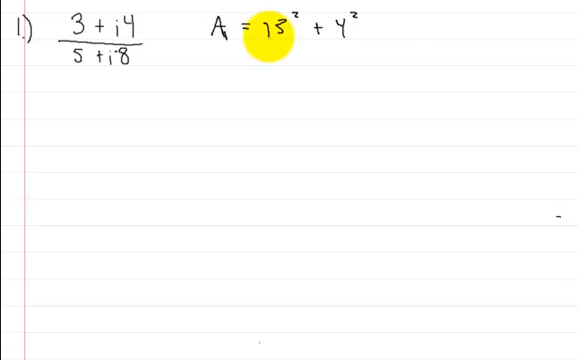 1.) 3 + i4 A = 3² + 4²
5 + i8